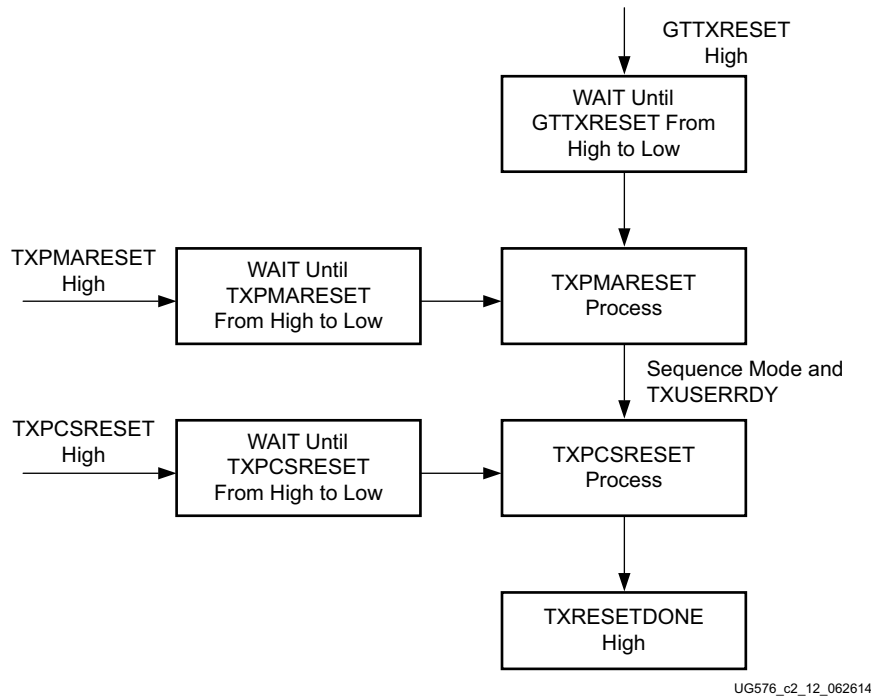 GTTXRESET
High
WAIT Until
GTTXRESET From
High to Low
TXPMARESET
High
WAIT Until
TXPMARESET
From High to Low
TXPMARESET
Process
Sequence Mode and
TXUSERRDY
TXPCSRESET
High
WAIT Until
TXPCSRESET
From High to Low
TXPCSRESET
Process
TXRESETDONE
High
UG576_c2_12_062614